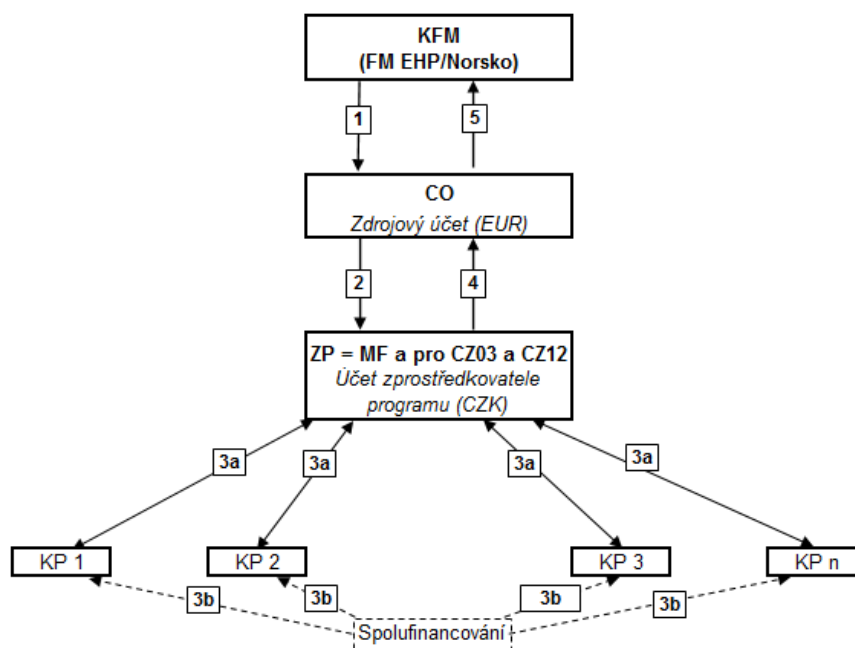 KFM
(FM EHP/Norsko)
1
5
CO
Zdrojový účet (EUR)
2
4
ZP = MF a pro CZ03 a CZ12
Účet zprostředkovatele
programu (CZK)
3a
3a
3a
3a
KP 1
KP 2
KP 3
KP n
3b
3b
3b
3b
Spolufinancování